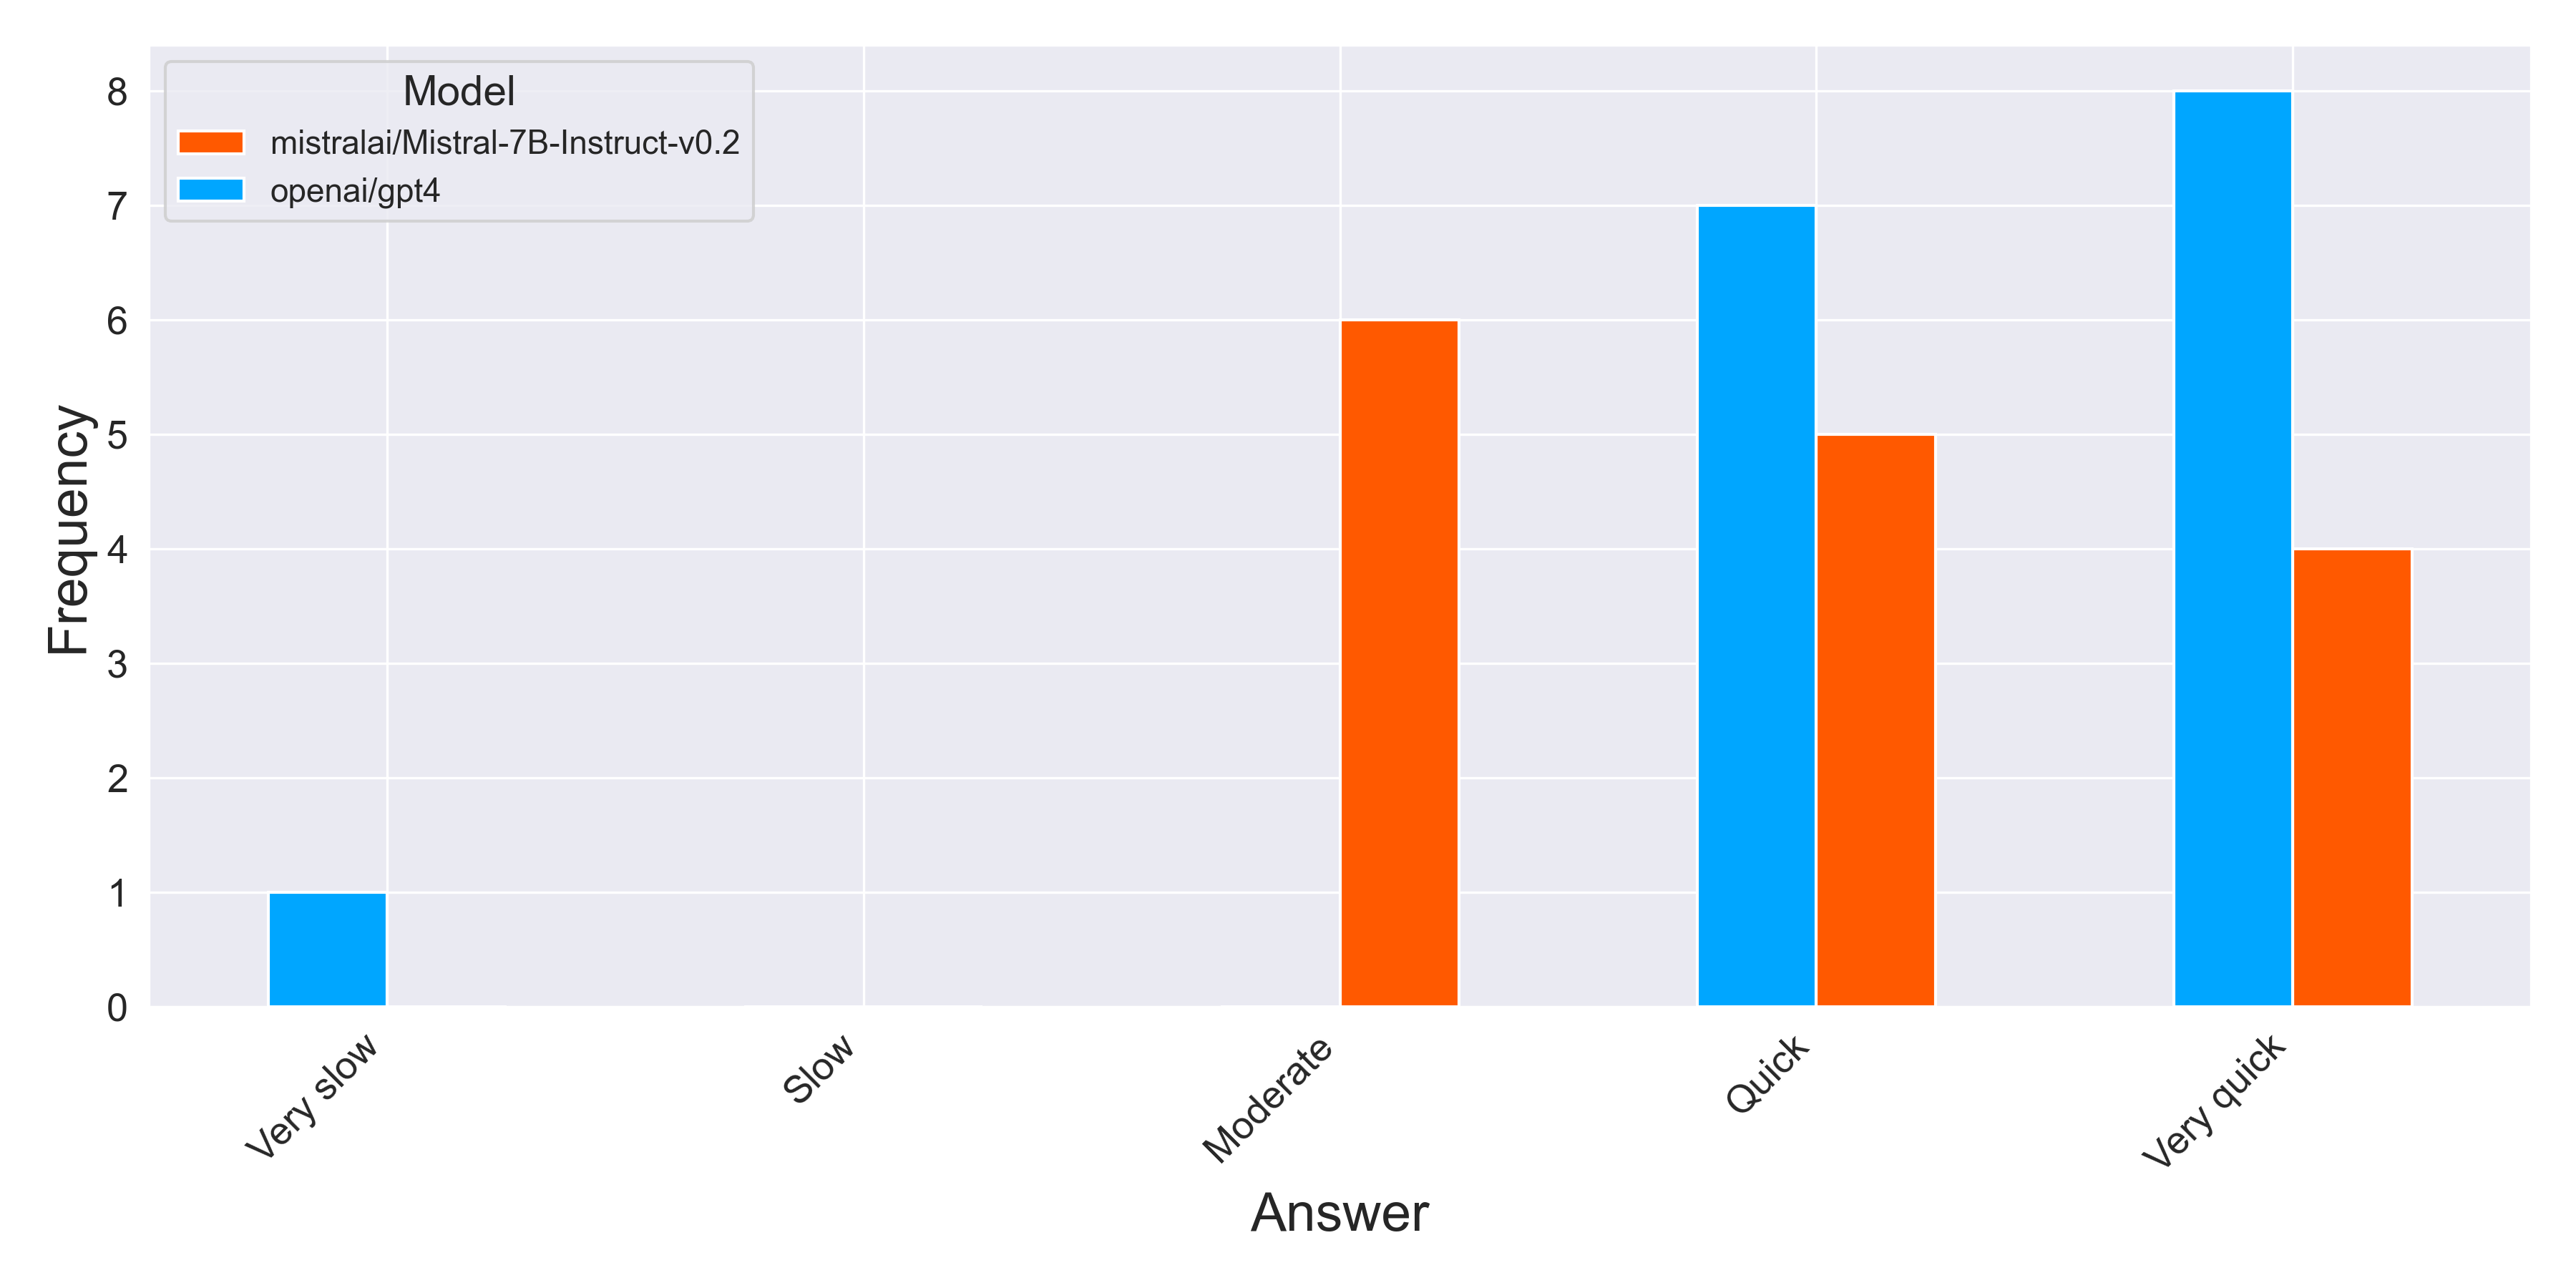 Model
mistralai/Mistral-7B-Instruct-v0.2
openai/gpt4
Frequency
8
7
6
5
4
3
2
1
0
Very slow
Slow
Moderate
Quick
Very quick
Answer